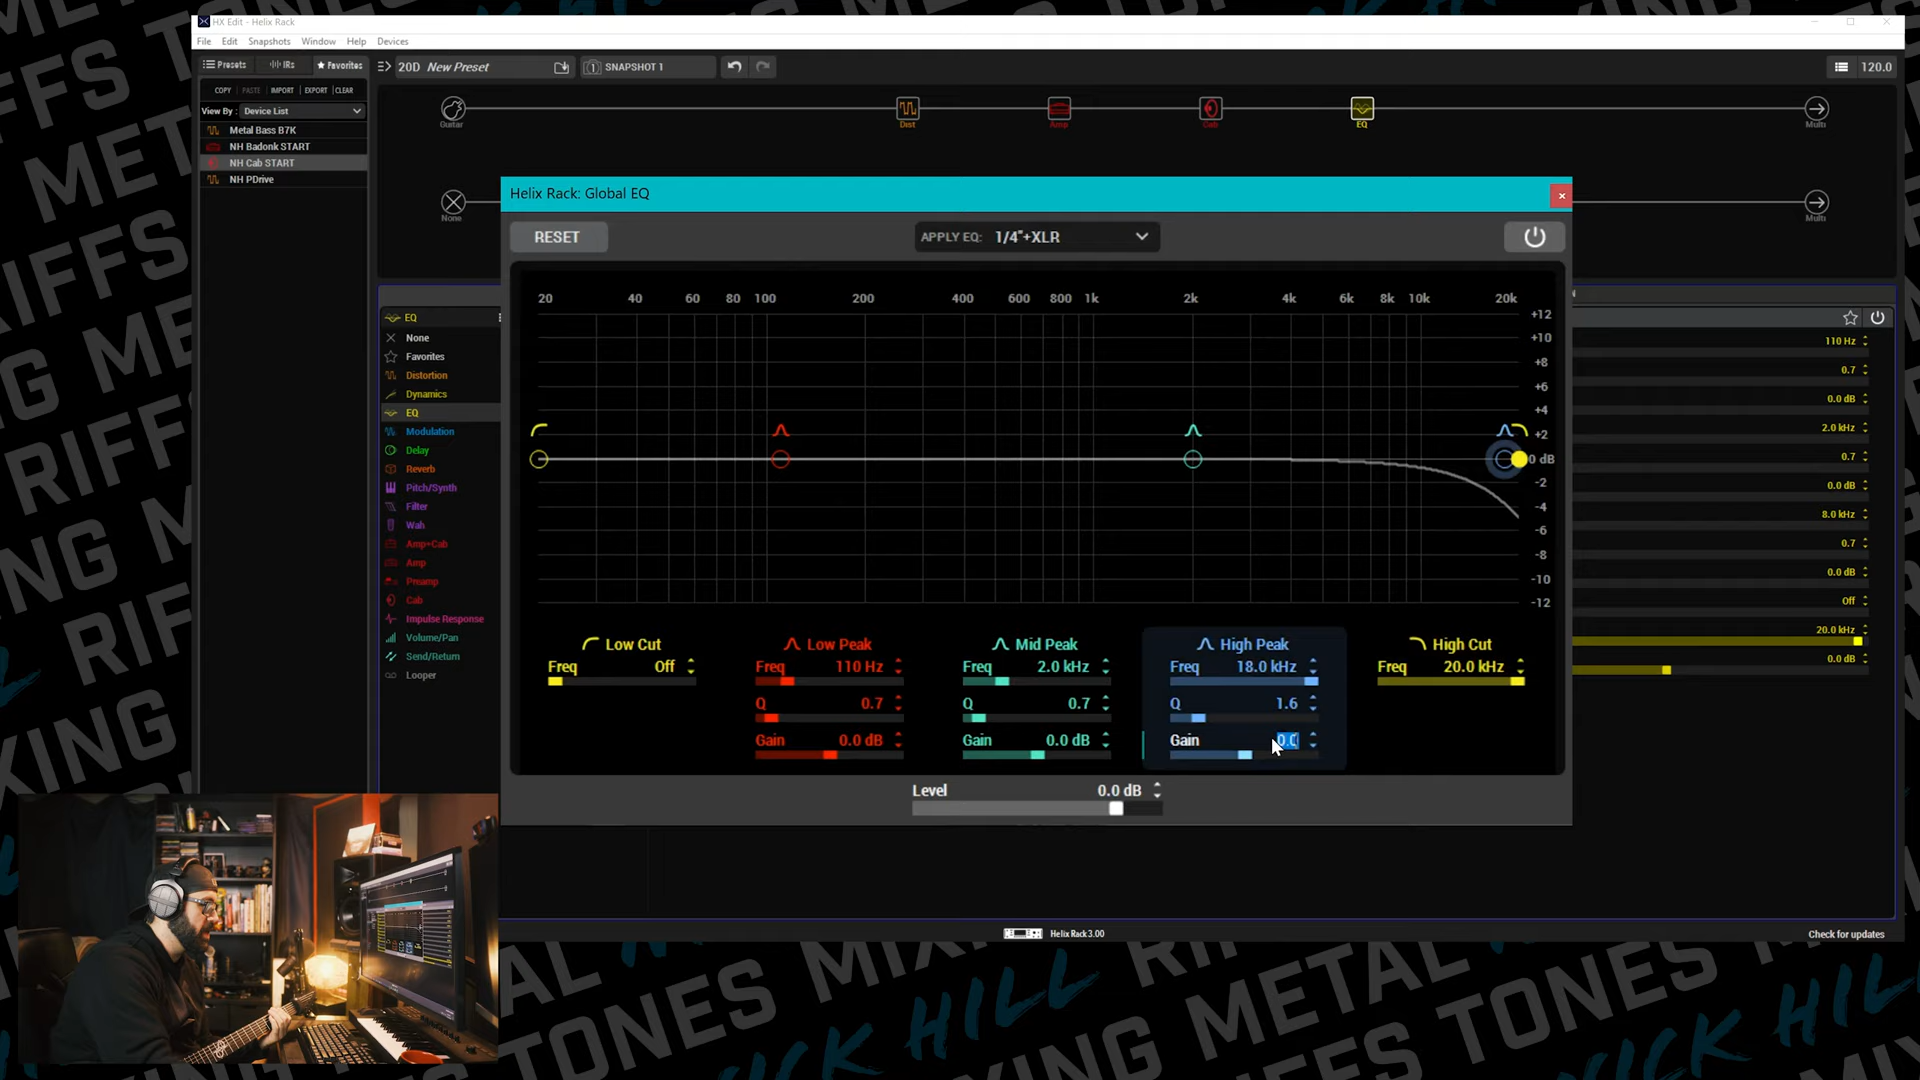 HX Edit - Helix Rack
File Edit Snapshots Window Help Devices
Presets IRs Favorites
20D New Preset
SNAPSHOT 1
120.0
COPY PASTE IMPORT EXPORT CLEAR
View By : Device List
Metal Bass B7K
NH Badonk START
NH Cab START
NH PDrive
Guitar
Dist
Amp
Cab
EQ
Multi
None
Multi
Helix Rack: Global EQ
RESET
APPLY EQ: 1/4"+XLR
20 40 60 80 100 200 400 600 800 1k 2k 4k 6k 8k 10k 20k
+12
+10
+8
+6
+4
+2
0 dB
-2
-4
-6
-8
-10
-12
EQ
None
Favorites
Distortion
Dynamics
EQ
Modulation
Delay
Reverb
Pitch/Synth
Filter
Wah
Amp+Cab
Amp
Preamp
Cab
Impulse Response
Volume/Pan
Send/Return
Looper
Low Cut
Freq Off
Low Peak
Freq 110 Hz
Q 0.7
Gain 0.0 dB
Mid Peak
Freq 2.0 kHz
Q 0.7
Gain 0.0 dB
High Peak
Freq 18.0 kHz
Q 1.6
Gain 0.0
High Cut
Freq 20.0 kHz
Level 0.0 dB
110 Hz
0.7
0.0 dB
2.0 kHz
0.7
0.0 dB
8.0 kHz
0.7
0.0 dB
Off
20.0 kHz
0.0 dB
Helix Rack 3.00
Check for updates